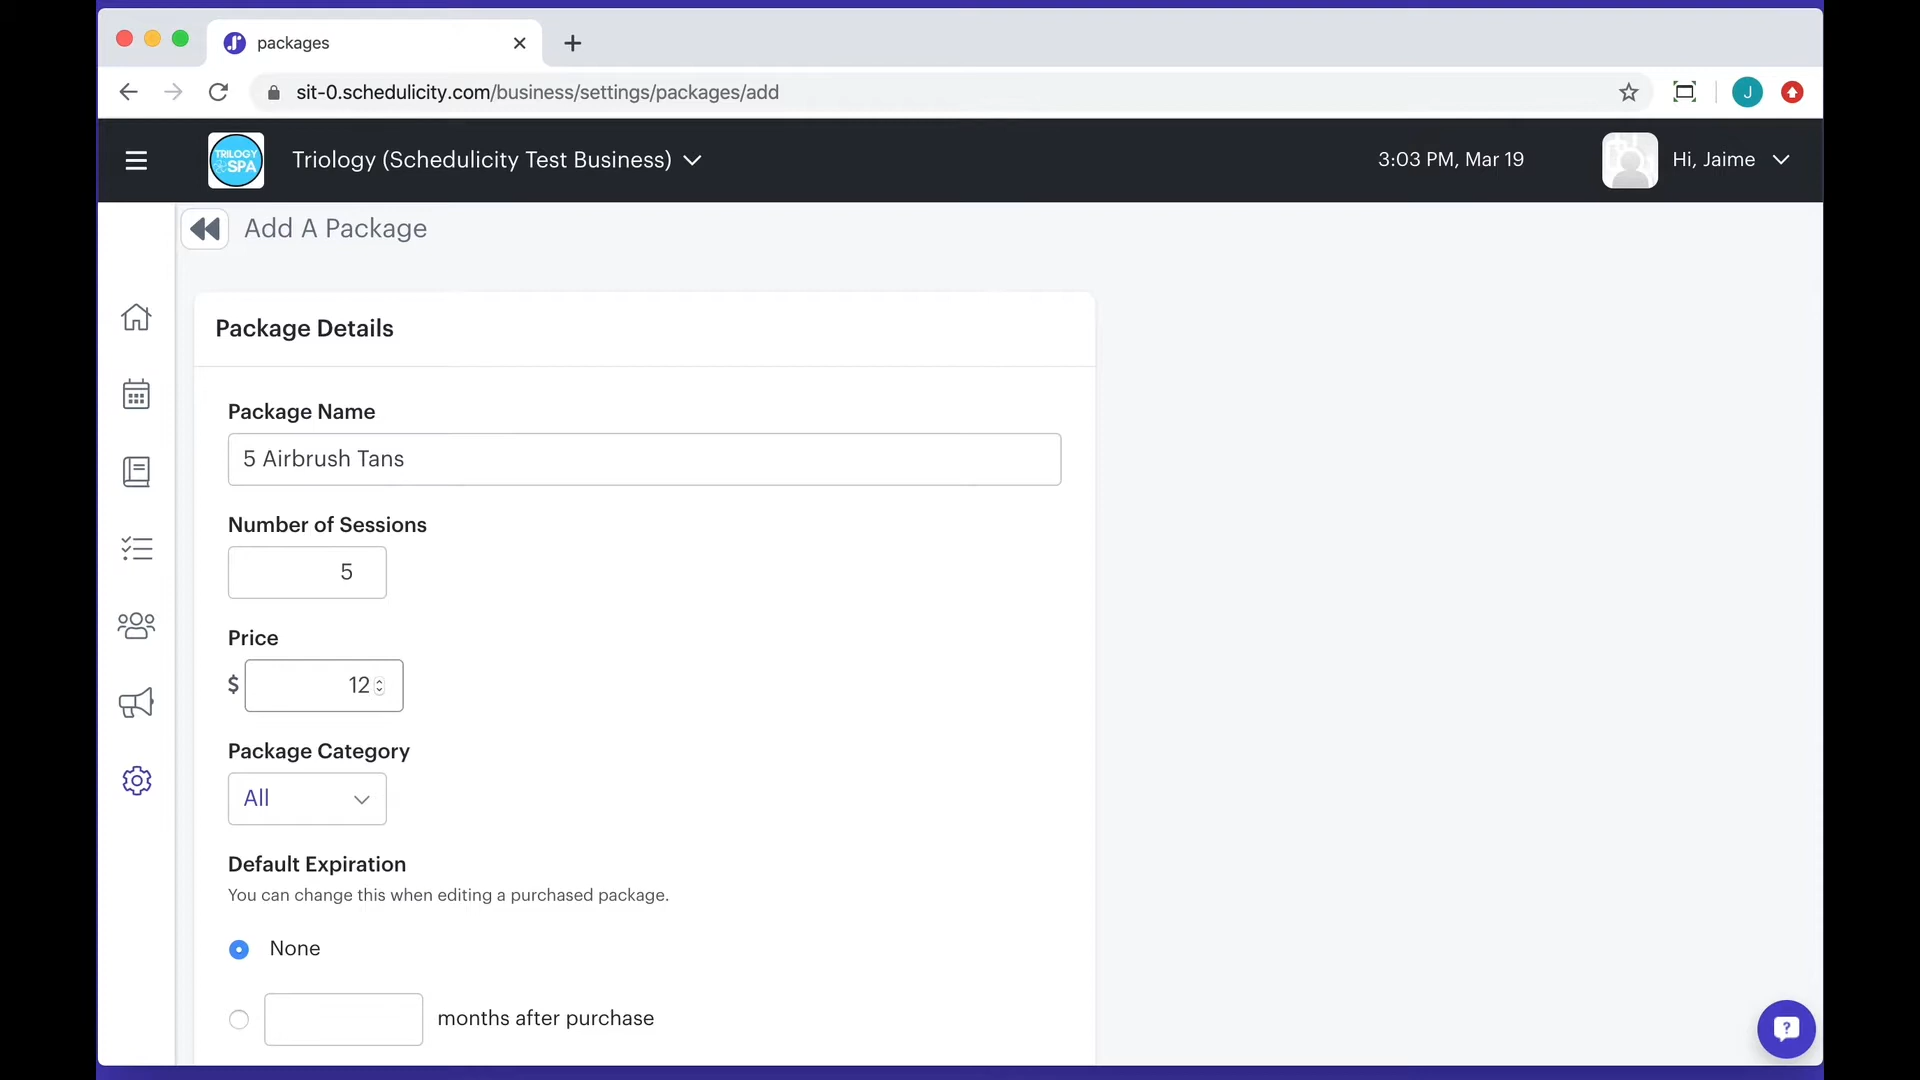 packages
sit-0.schedulicity.com/business/settings/packages/add
J
TRILOGY
SPA
Triology (Schedulicity Test Business)
3:03 PM, Mar 19
Hi, Jaime
Add A Package
Package Details
Package Name
5 Airbrush Tans
Number of Sessions
5
Price
$ 12
Package Category
All
Default Expiration
You can change this when editing a purchased package.
None
months after purchase
?